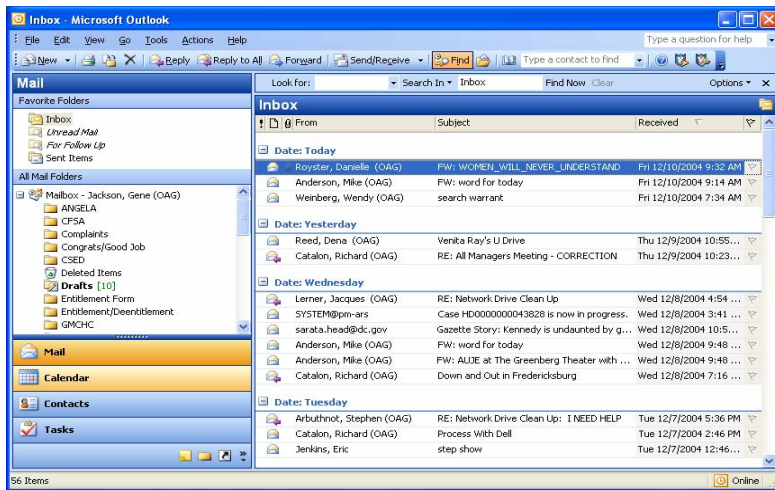 Inbox - Microsoft Outlook
File Edit View Go Tools Actions Help Type a question for help
New Reply Reply to All Forward Send/Receive Find Type a contact to find
Mail
Favorite Folders
Inbox
Unread Mail
For Follow Up
Sent Items
All Mail Folders
Mailbox - Jackson, Gene (OAG)
ANGELA
CFSA
Complaints
Congrats/Good Job
CSED
Deleted Items
Drafts [10]
Entitlement Form
Entitlement/Deentitlement
GMCHC
Mail
Calendar
Contacts
Tasks
Look for: Search In Inbox Find Now Clear Options
Inbox
From Subject Received
Date: Today
Royster, Danielle (OAG) FW: WOMEN_WILL_NEVER_UNDERSTAND Fri 12/10/2004 9:32 AM
Anderson, Mike (OAG) FW: word for today Fri 12/10/2004 9:14 AM
Weinberg, Wendy (OAG) search warrant Fri 12/10/2004 7:34 AM
Date: Yesterday
Reed, Dena (OAG) Venita Ray's U Drive Thu 12/9/2004 10:55...
Catalon, Richard (OAG) RE: All Managers Meeting - CORRECTION Thu 12/9/2004 10:23...
Date: Wednesday
Lerner, Jacques (OAG) RE: Network Drive Clean Up Wed 12/8/2004 4:54 ...
SYSTEM@pm-ars Case HD0000000043828 is now in progress. Wed 12/8/2004 3:41 ...
sarata.head@dc.gov Gazette Story: Kennedy is undaunted by g... Wed 12/8/2004 10:5...
Anderson, Mike (OAG) FW: word for today Wed 12/8/2004 9:48 ...
Anderson, Mike (OAG) FW: AUJE at The Greenberg Theater with ... Wed 12/8/2004 9:48 ...
Catalon, Richard (OAG) Down and Out in Fredericksburg Wed 12/8/2004 7:16 ...
Date: Tuesday
Arbuthnot, Stephen (OAG) RE: Network Drive Clean Up: I NEED HELP Tue 12/7/2004 5:36 PM
Catalon, Richard (OAG) Process With Dell Tue 12/7/2004 2:46 PM
Jenkins, Eric step show Tue 12/7/2004 12:46...
56 Items Online